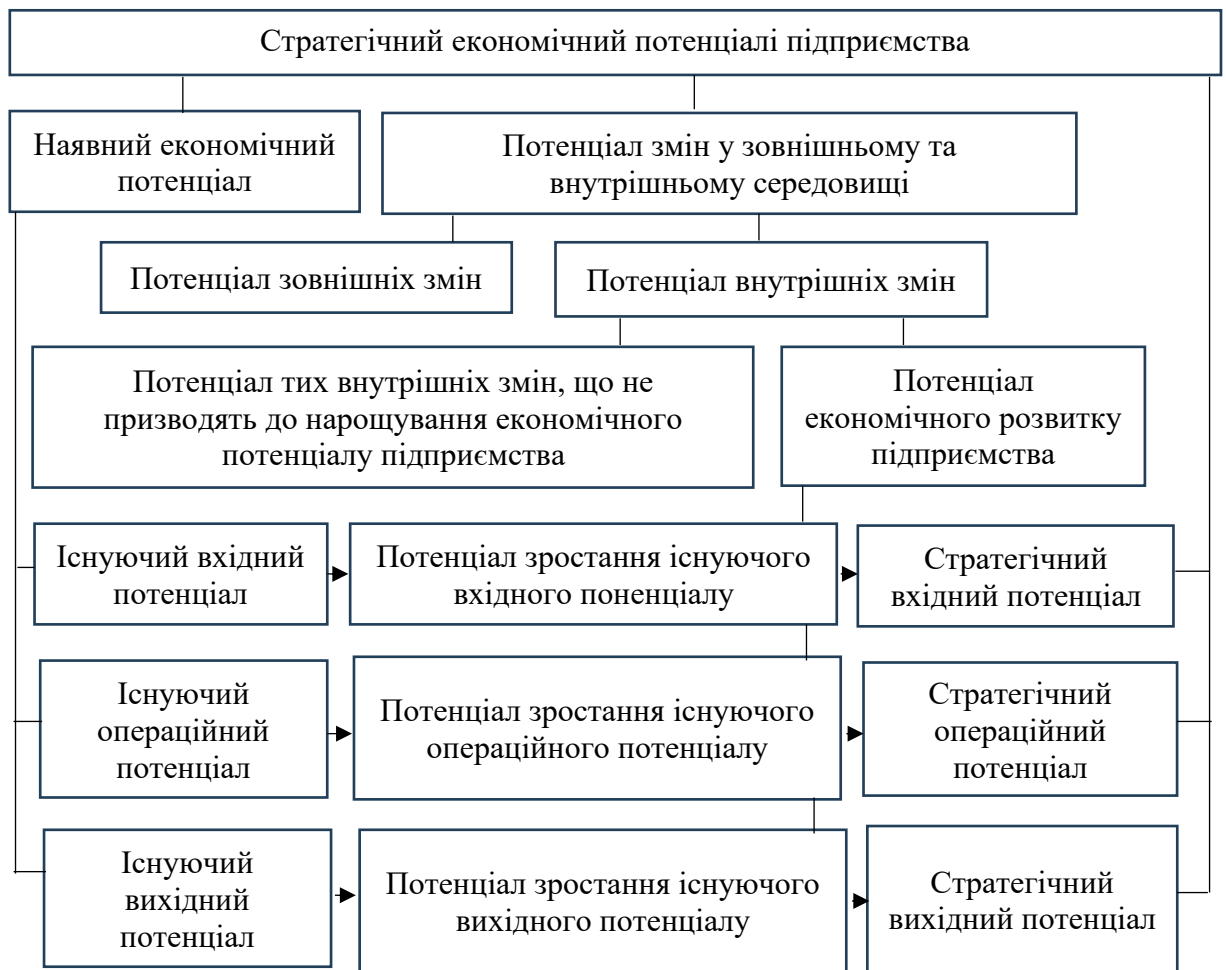 Стратегічний економічний потенціалі підприємства
Наявний економічний
потенціал
Потенціал змін у зовнішньому та
внутрішньому середовищі
Потенціал зовнішніх змін
Потенціал внутрішніх змін
Потенціал тих внутрішніх змін, що не
призводять до нарощування економічного
потенціалу підприємства
Потенціал
економічного розвитку
підприємства
Існуючий вхідний
потенціал
Потенціал зростання існуючого
вхідного поненціалу
Стратегічний
вхідний потенціал
Існуючий
операційний
потенціал
Потенціал зростання існуючого
операційного потенціалу
Стратегічний
операційний
потенціал
Існуючий
вихідний
потенціал
Потенціал зростання існуючого
вихідного потенціалу
Стратегічний
вихідний потенціал